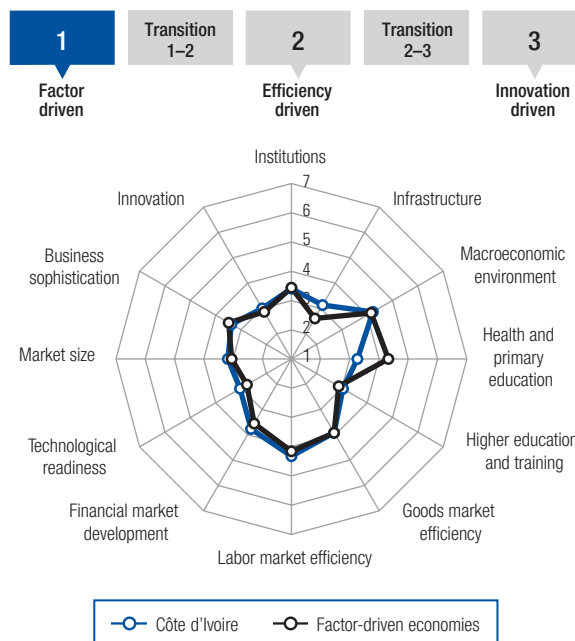 1
Transition
1–2
2
Transition
2–3
3
Factor
driven
Efficiency
driven
Innovation
driven
Institutions
7
6
5
4
3
2
1
Infrastructure
Macroeconomic
environment
Health and
primary
education
Higher education
and training
Goods market
efficiency
Labor market efficiency
Financial market
development
Technological
readiness
Market size
Business
sophistication
Innovation
Côte d'Ivoire
Factor-driven economies